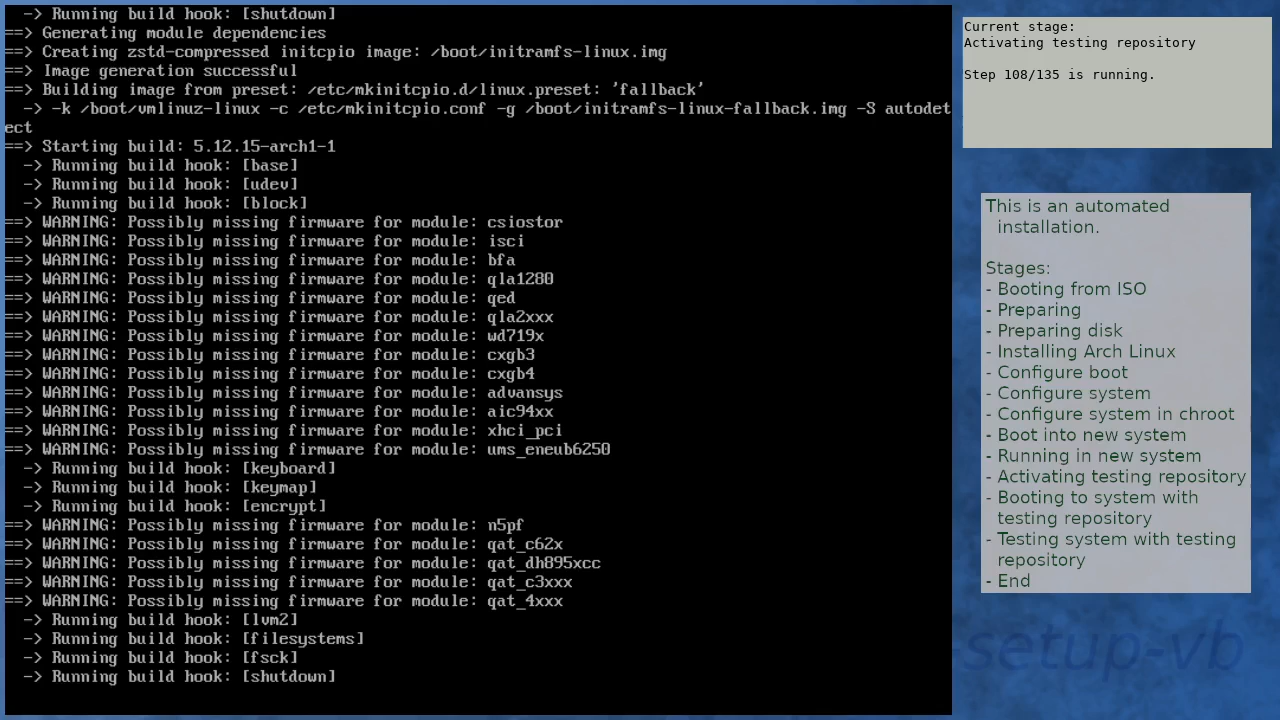 -> Running build hook: [shutdown]
==> Generating module dependencies
==> Creating zstd-compressed initcpio image: /boot/initramfs-linux.img
==> Image generation successful
==> Building image from preset: /etc/mkinitcpio.d/linux.preset: 'fallback'
  -> -k /boot/vmlinuz-linux -c /etc/mkinitcpio.conf -g /boot/initramfs-linux-fallback.img -S autodet
ect
==> Starting build: 5.12.15-arch1-1
  -> Running build hook: [base]
  -> Running build hook: [udev]
  -> Running build hook: [block]
==> WARNING: Possibly missing firmware for module: csiostor
==> WARNING: Possibly missing firmware for module: isci
==> WARNING: Possibly missing firmware for module: bfa
==> WARNING: Possibly missing firmware for module: qla1280
==> WARNING: Possibly missing firmware for module: qed
==> WARNING: Possibly missing firmware for module: qla2xxx
==> WARNING: Possibly missing firmware for module: wd719x
==> WARNING: Possibly missing firmware for module: cxgb3
==> WARNING: Possibly missing firmware for module: cxgb4
==> WARNING: Possibly missing firmware for module: advansys
==> WARNING: Possibly missing firmware for module: aic94xx
==> WARNING: Possibly missing firmware for module: xhci_pci
==> WARNING: Possibly missing firmware for module: ums_eneub6250
  -> Running build hook: [keyboard]
  -> Running build hook: [keymap]
  -> Running build hook: [encrypt]
==> WARNING: Possibly missing firmware for module: n5pf
==> WARNING: Possibly missing firmware for module: qat_c62x
==> WARNING: Possibly missing firmware for module: qat_dh895xcc
==> WARNING: Possibly missing firmware for module: qat_c3xxx
==> WARNING: Possibly missing firmware for module: qat_4xxx
  -> Running build hook: [lvm2]
  -> Running build hook: [filesystems]
  -> Running build hook: [fsck]
  -> Running build hook: [shutdown]
Current stage:
Activating testing repository
Step 108/135 is running.
This is an automated
installation.
Stages:
- Booting from ISO
- Preparing
- Preparing disk
- Installing Arch Linux
- Configure boot
- Configure system
- Configure system in chroot
- Boot into new system
- Running in new system
- Activating testing repository
- Booting to system with
testing repository
- Testing system with testing
repository
- End
-setup-vb